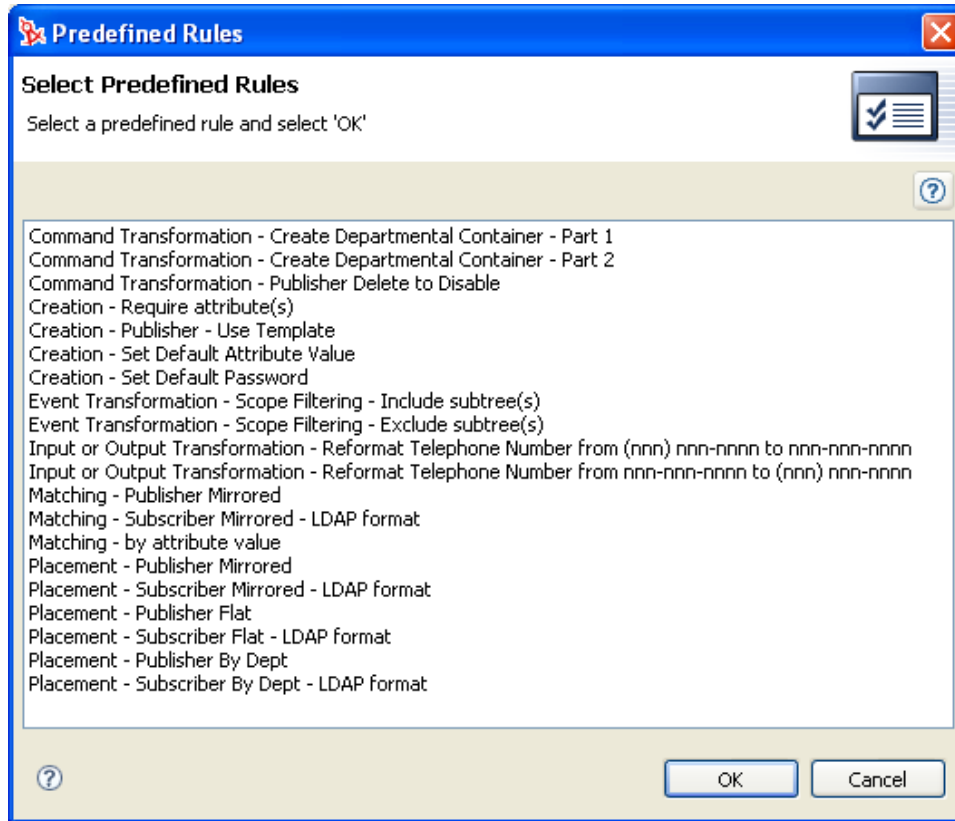 Predefined Rules
Select Predefined Rules
Select a predefined rule and select 'OK'
Command Transformation - Create Departmental Container - Part 1
Command Transformation - Create Departmental Container - Part 2
Command Transformation - Publisher Delete to Disable
Creation - Require attribute(s)
Creation - Publisher - Use Template
Creation - Set Default Attribute Value
Creation - Set Default Password
Event Transformation - Scope Filtering - Include subtree(s)
Event Transformation - Scope Filtering - Exclude subtree(s)
Input or Output Transformation - Reformat Telephone Number from (nnn) nnn-nnnn to nnn-nnn-nnnn
Input or Output Transformation - Reformat Telephone Number from nnn-nnn-nnnn to (nnn) nnn-nnnn
Matching - Publisher Mirrored
Matching - Subscriber Mirrored - LDAP format
Matching - by attribute value
Placement - Publisher Mirrored
Placement - Subscriber Mirrored - LDAP format
Placement - Publisher Flat
Placement - Subscriber Flat - LDAP format
Placement - Publisher By Dept
Placement - Subscriber By Dept - LDAP format
OK Cancel